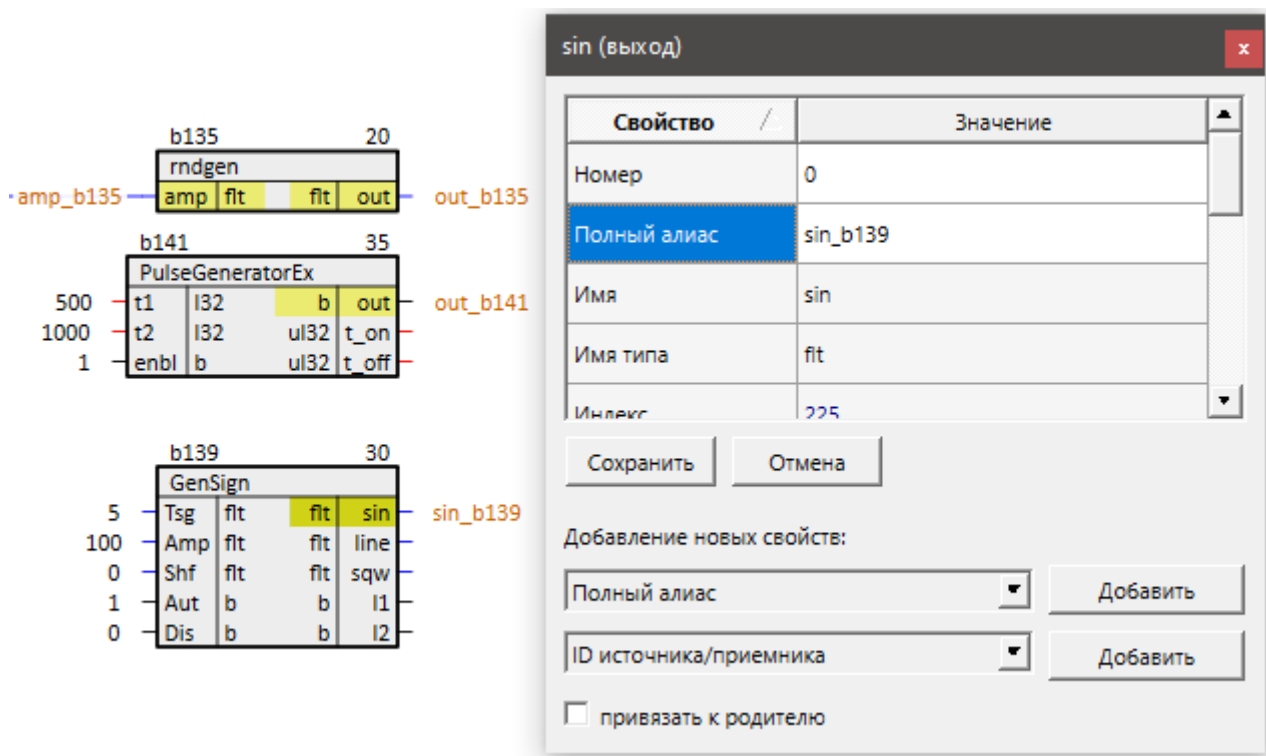 b135 20
rndgen
amp_b135 amp flt flt out out_b135
b141 35
PulseGeneratorEx
500 t1 l32 b out out_b141
1000 t2 l32 ul32 t_on
1 enbl b ul32 t_off
b139 30
GenSign
5 Tsg flt flt sin sin_b139
100 Amp flt flt line
0 Shf flt flt sqw
1 Aut b b l1
0 Dis b b l2
sin (выход)
x
Свойство Значение
Номер 0
Полный алиас sin_b139
Имя sin
Имя типа flt
Индекс 225
Сохранить Отмена
Добавление новых свойств:
Полный алиас Добавить
ID источника/приемника Добавить
привязать к родителю